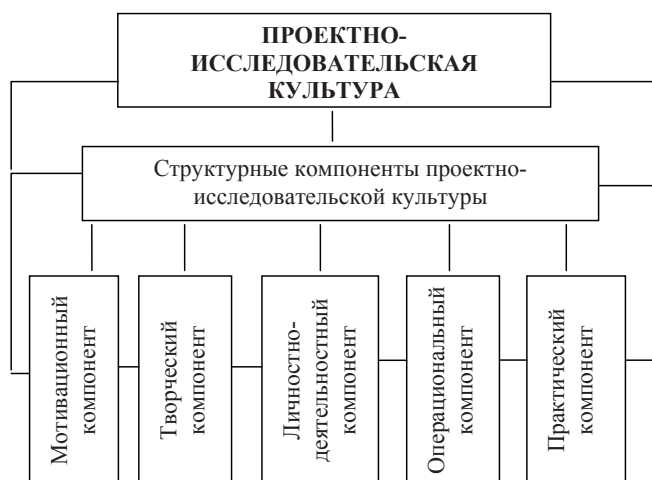 ПРОЕКТНО-
ИССЛЕДОВАТЕЛЬСКАЯ
КУЛЬТУРА
Структурные компоненты проектно-
исследовательской культуры
Мотивационный
компонент
Творческий
компонент
Личностно-
деятельностный
компонент
Операциональный
компонент
Практический
компонент